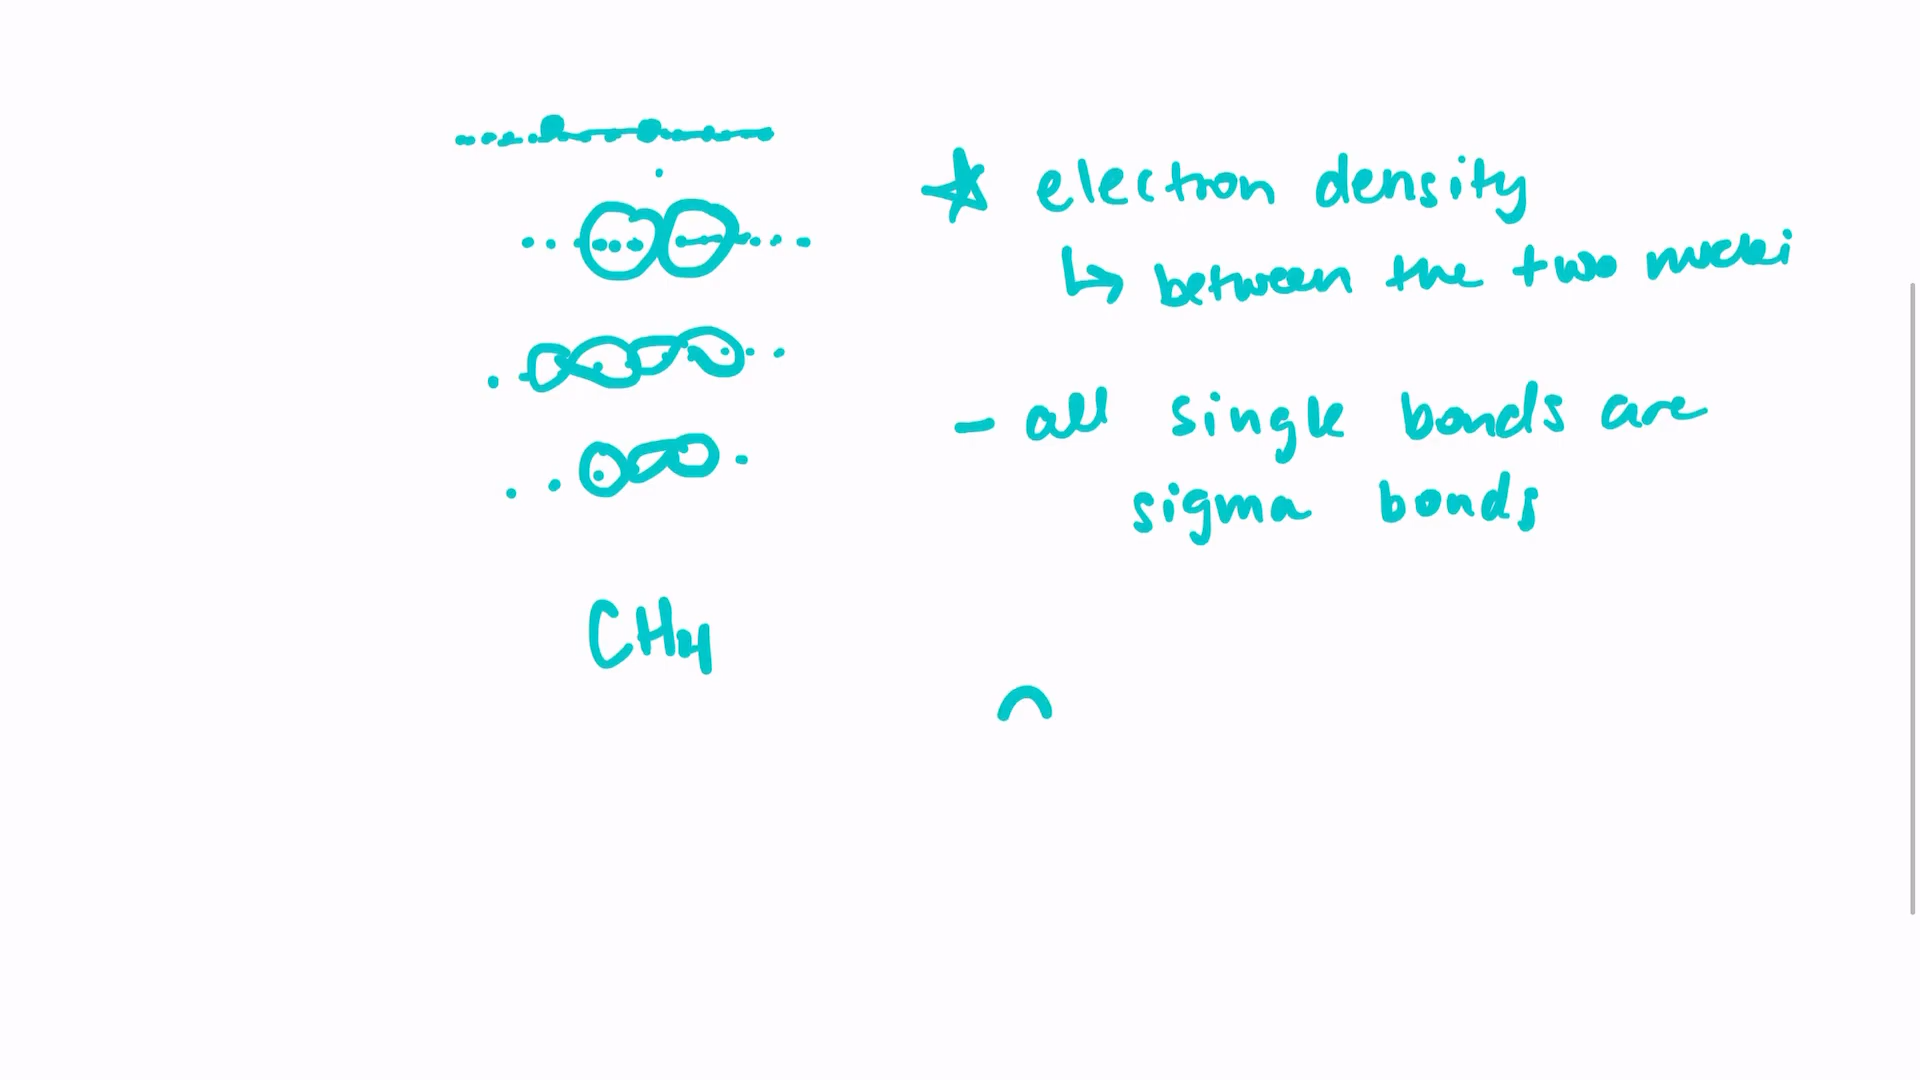 electron density
↳ between the two nuclei
- all single bonds are
sigma bonds
CH4